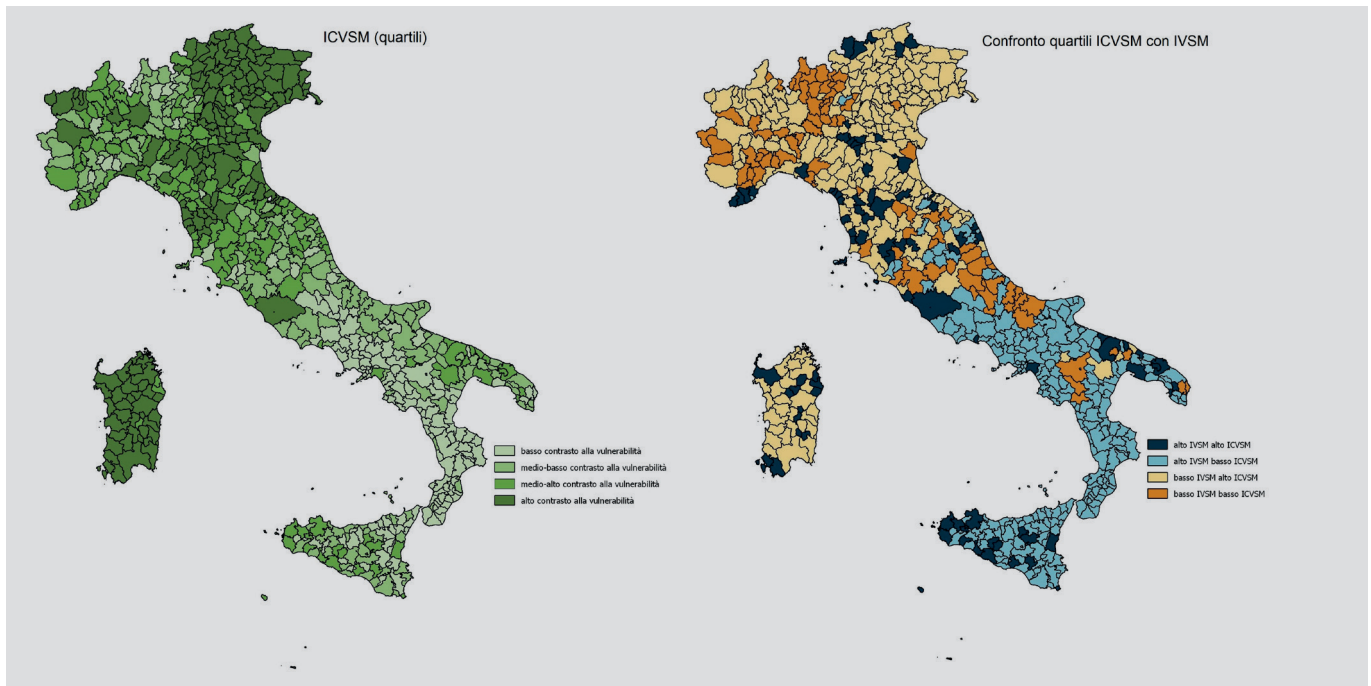 ICVSM (quartili)
basso contrasto alla vulnerabilità
medio-basso contrasto alla vulnerabilità
medio-alto contrasto alla vulnerabilità
alto contrasto alla vulnerabilità
Confronto quartili ICVSM con IVSM
alto IVSM alto ICVSM
alto IVSM basso ICVSM
basso IVSM alto ICVSM
basso IVSM basso ICVSM